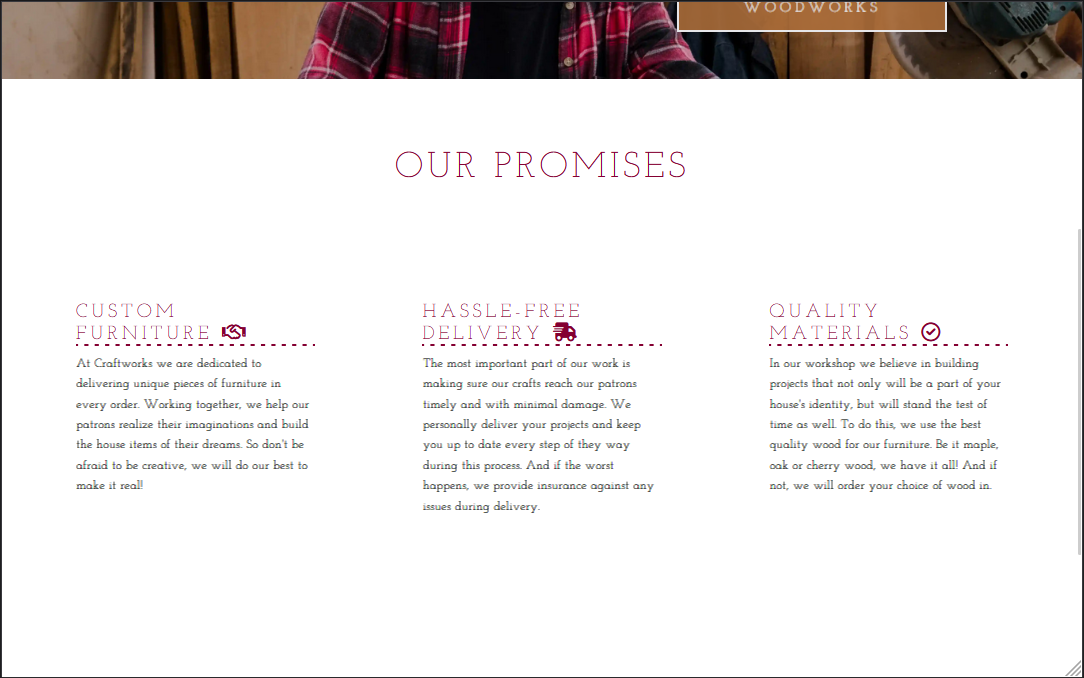 WOODWORKS
OUR PROMISES
CUSTOM
FURNITURE
At Craftworks we are dedicated to
delivering unique pieces of furniture in
every order. Working together, we help our
patrons realize their imaginations and build
the house items of their dreams. So don't be
afraid to be creative, we will do our best to
make it real!
HASSLE-FREE
DELIVERY
The most important part of our work is
making sure our crafts reach our patrons
timely and with minimal damage. We
personally deliver your projects and keep
you up to date every step of they way
during this process. And if the worst
happens, we provide insurance against any
issues during delivery.
QUALITY
MATERIALS
In our workshop we believe in building
projects that not only will be a part of your
house's identity, but will stand the test of
time as well. To do this, we use the best
quality wood for our furniture. Be it maple,
oak or cherry wood, we have it all! And if
not, we will order your choice of wood in.